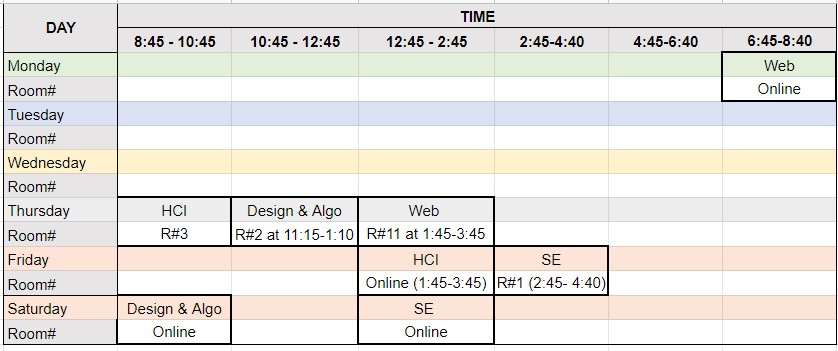 DAY TIME
8:45 - 10:45 10:45 - 12:45 12:45 - 2:45 2:45-4:40 4:45-6:40 6:45-8:40
Monday Web
Room# Online
Tuesday
Room#
Wednesday
Room#
Thursday HCI Design & Algo Web
Room# R#3 R#2 at 11:15-1:10 R#11 at 1:45-3:45
Friday HCI SE
Room# Online (1:45-3:45) R#1 (2:45- 4:40)
Saturday Design & Algo SE
Room# Online Online